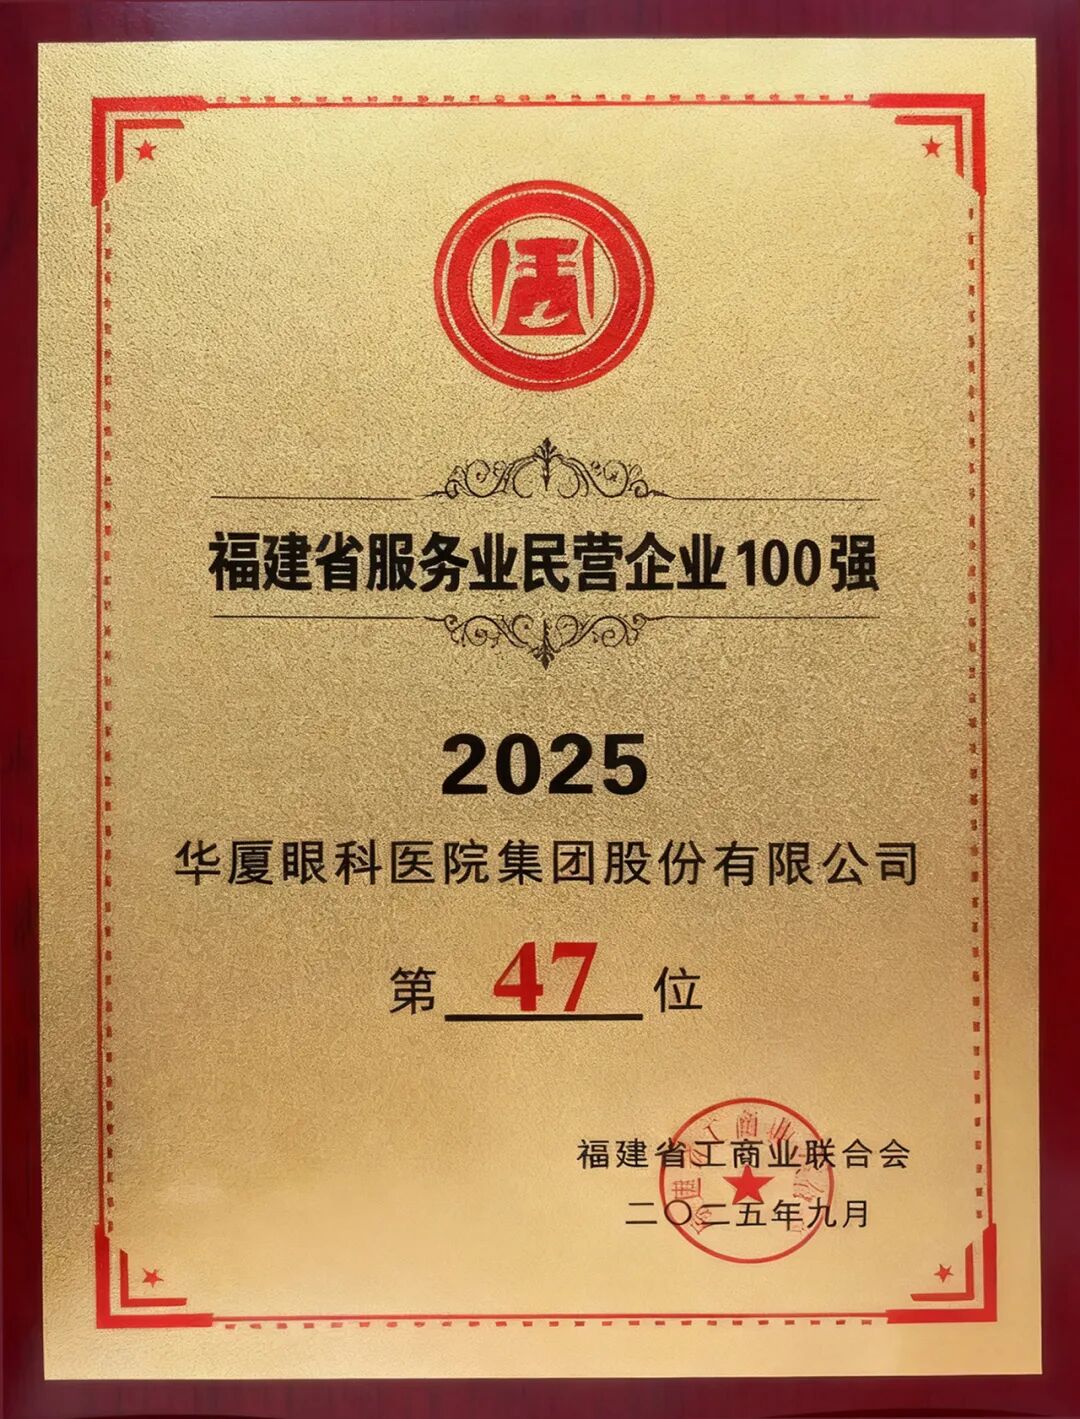 福建省服务业民营企业100强
2025
华厦眼科医院集团股份有限公司
第 47 位
福建省工商业联合会
二〇二五年九月